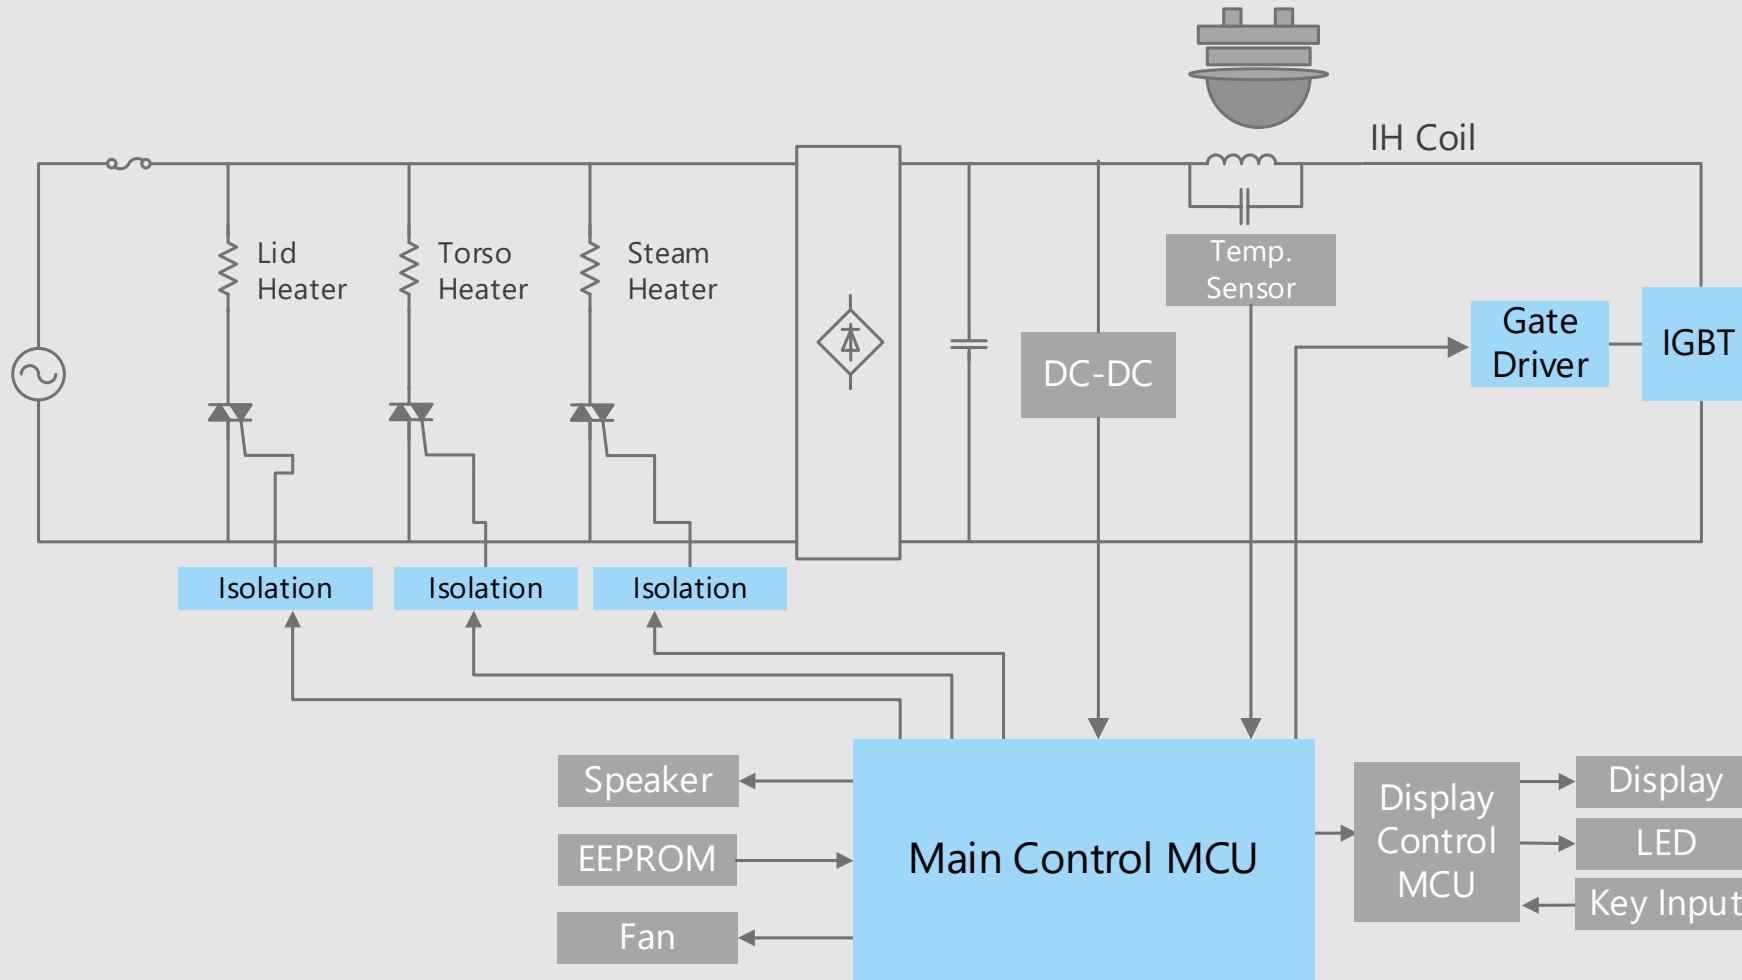 IH Coil
Lid
Heater
Torso
Heater
Steam
Heater
Temp.
Sensor
DC-DC
Gate
Driver
IGBT
Isolation
Isolation
Isolation
Speaker
EEPROM
Fan
Main Control MCU
Display
Control
MCU
Display
LED
Key Input